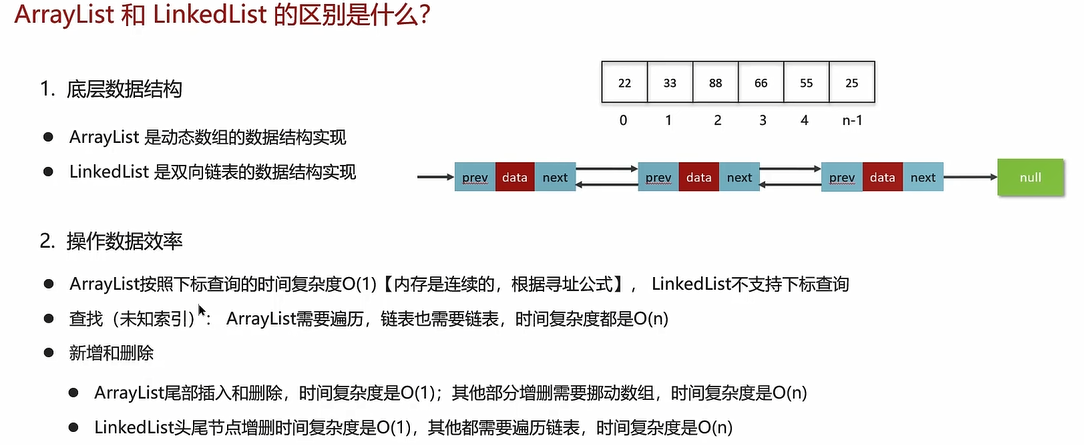 ArrayList 和 LinkedList 的区别是什么？
1. 底层数据结构
22 33 88 66 55 25
0 1 2 3 4 n-1
● ArrayList 是动态数组的数据结构实现
● LinkedList 是双向链表的数据结构实现
prev data next prev data next prev data next null
2. 操作数据效率
● ArrayList按照下标查询的时间复杂度O(1)【内存是连续的，根据寻址公式】， LinkedList不支持下标查询
● 查找（未知索引）： ArrayList需要遍历，链表也需要链表，时间复杂度都是O(n)
● 新增和删除
● ArrayList尾部插入和删除，时间复杂度是O(1)；其他部分增删需要挪动数组，时间复杂度是O(n)
● LinkedList头尾节点增删时间复杂度是O(1)，其他都需要遍历链表，时间复杂度是O(n)